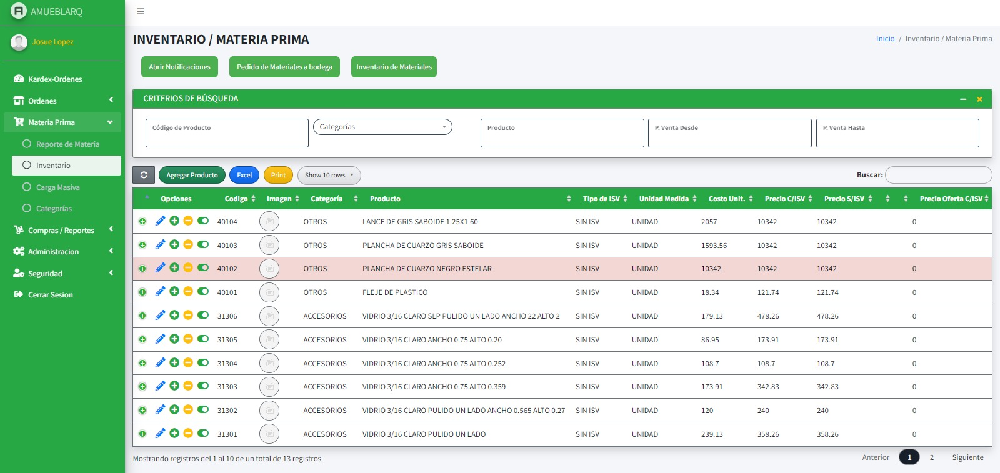 AMUEBLARQ
Josue Lopez
Kardex-Ordenes
Ordenes
Materia Prima
Reporte de Materia
Inventario
Carga Masiva
Categorías
Compras / Reportes
Administracion
Seguridad
Cerrar Sesion
INVENTARIO / MATERIA PRIMA
Inicio / Inventario / Materia Prima
Abrir Notificaciones Pedido de Materiales a bodega Inventario de Materiales
CRITERIOS DE BÚSQUEDA
Código de Producto Categorías Producto P. Venta Desde P. Venta Hasta
Agregar Producto Excel Print Show 10 rows Buscar:
Opciones Codigo Imagen Categoría Producto Tipo de ISV Unidad Medida Costo Unit. Precio C/ISV Precio S/ISV Precio Oferta C/ISV
40104 OTROS LANCE DE GRIS SABOIDE 1.25X1.60 SIN ISV UNIDAD 2057 10342 10342 0
40103 OTROS PLANCHA DE CUARZO GRIS SABOIDE SIN ISV UNIDAD 1593.56 10342 10342 0
40102 OTROS PLANCHA DE CUARZO NEGRO ESTELAR SIN ISV UNIDAD 10342 10342 10342 0
40101 OTROS FLEJE DE PLASTICO SIN ISV UNIDAD 18.34 121.74 121.74 0
31306 ACCESORIOS VIDRIO 3/16 CLARO SLP PULIDO UN LADO ANCHO 22 ALTO 2 SIN ISV UNIDAD 179.13 478.26 478.26 0
31305 ACCESORIOS VIDRIO 3/16 CLARO ANCHO 0.75 ALTO 0.20 SIN ISV UNIDAD 86.95 173.91 173.91 0
31304 ACCESORIOS VIDRIO 3/16 CLARO ANCHO 0.75 ALTO 0.252 SIN ISV UNIDAD 108.7 108.7 108.7 0
31303 ACCESORIOS VIDRIO 3/16 CLARO ANCHO 0.75 ALTO 0.359 SIN ISV UNIDAD 173.91 342.83 342.83 0
31302 ACCESORIOS VIDRIO 3/16 CLARO PULIDO UN LADO ANCHO 0.565 ALTO 0.27 SIN ISV UNIDAD 120 240 240 0
31301 ACCESORIOS VIDRIO 3/16 CLARO PULIDO UN LADO SIN ISV UNIDAD 239.13 358.26 358.26 0
Mostrando registros del 1 al 10 de un total de 13 registros
Anterior 1 2 Siguiente